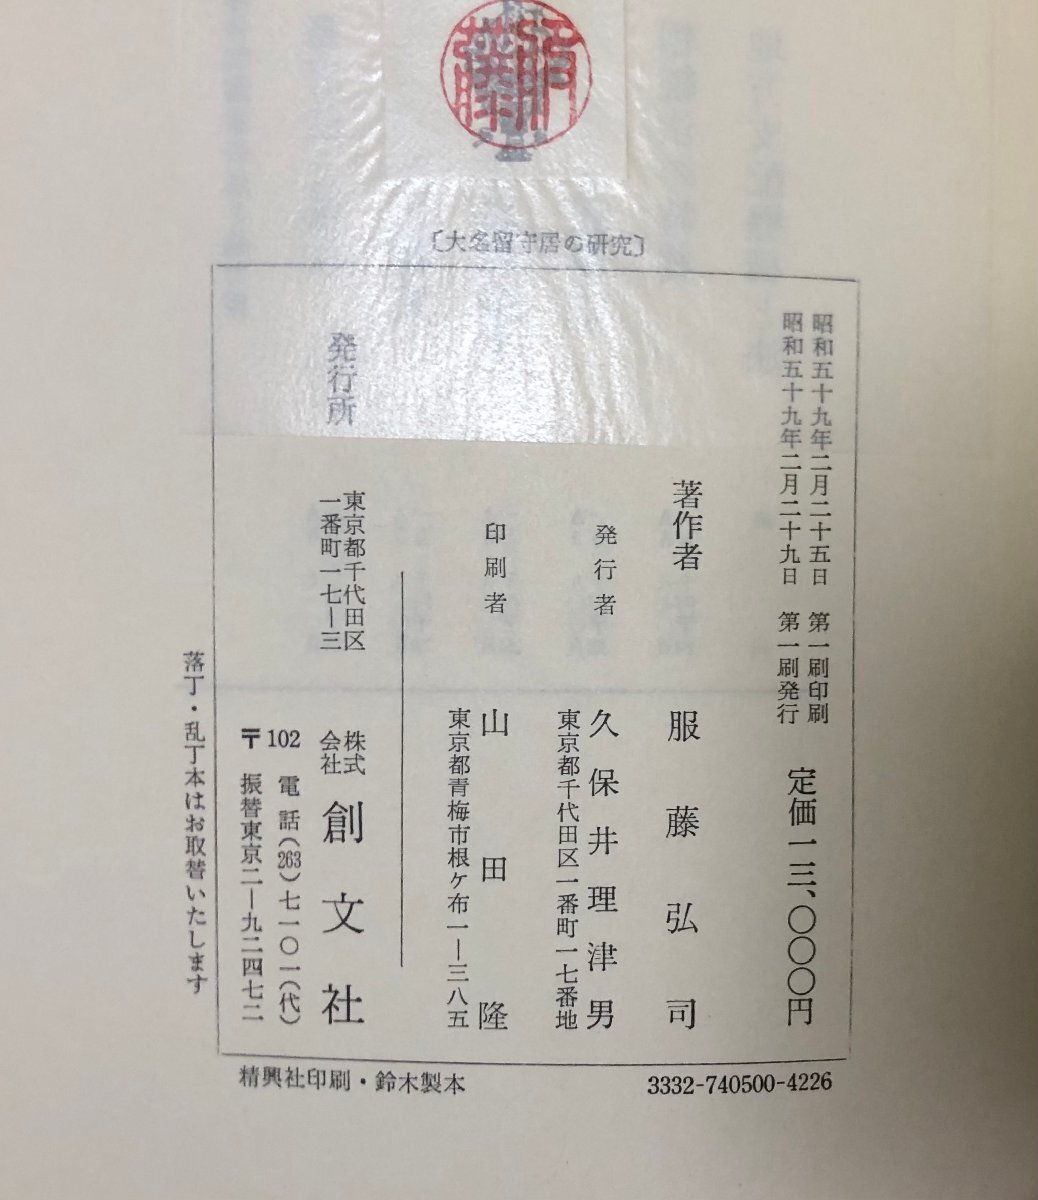 〔大名留守居の研究〕
昭和五十九年二月二十五日 第一刷印刷
昭和五十九年二月二十九日 第一刷発行
定価一三、〇〇〇円
著作者 服藤弘司
発行者 久保井理津男
東京都千代田区一番町一七番地
印刷者 山田隆
東京都青梅市根ケ布一ー三八五
発行所
東京都千代田区
一番町一七ー三
株式
会社
創文社
〒102 電話(263)七一〇一(代)
振替東京二ー九二四七二
落丁・乱丁本はお取替いたします
精興社印刷・鈴木製本
3332-740500-4226
服藤